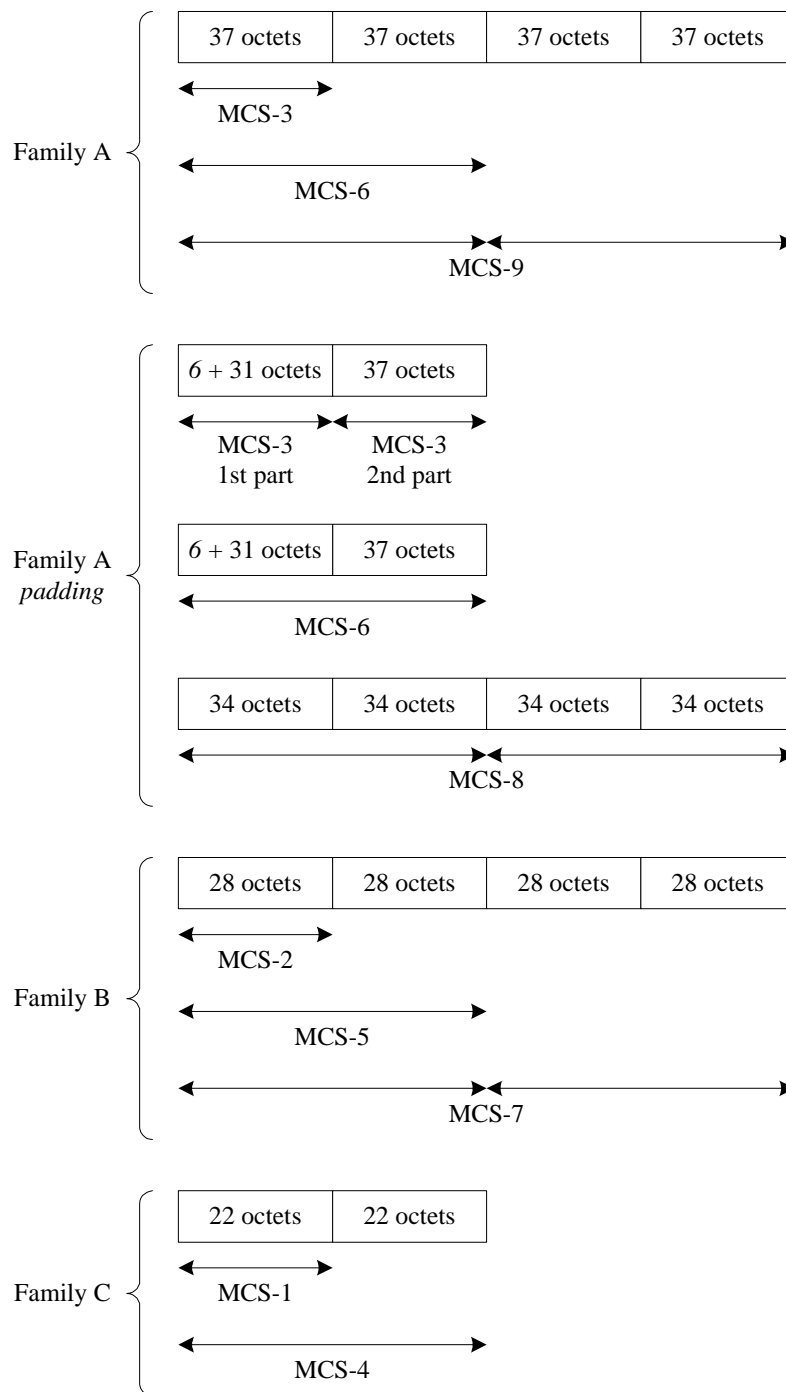 37 octets 37 octets 37 octets 37 octets
MCS-3
Family A
MCS-6
MCS-9
6 + 31 octets 37 octets
MCS-3 MCS-3
1st part 2nd part
Family A
padding
6 + 31 octets 37 octets
MCS-6
34 octets 34 octets 34 octets 34 octets
MCS-8
28 octets 28 octets 28 octets 28 octets
MCS-2
Family B
MCS-5
MCS-7
22 octets 22 octets
Family C
MCS-1
MCS-4